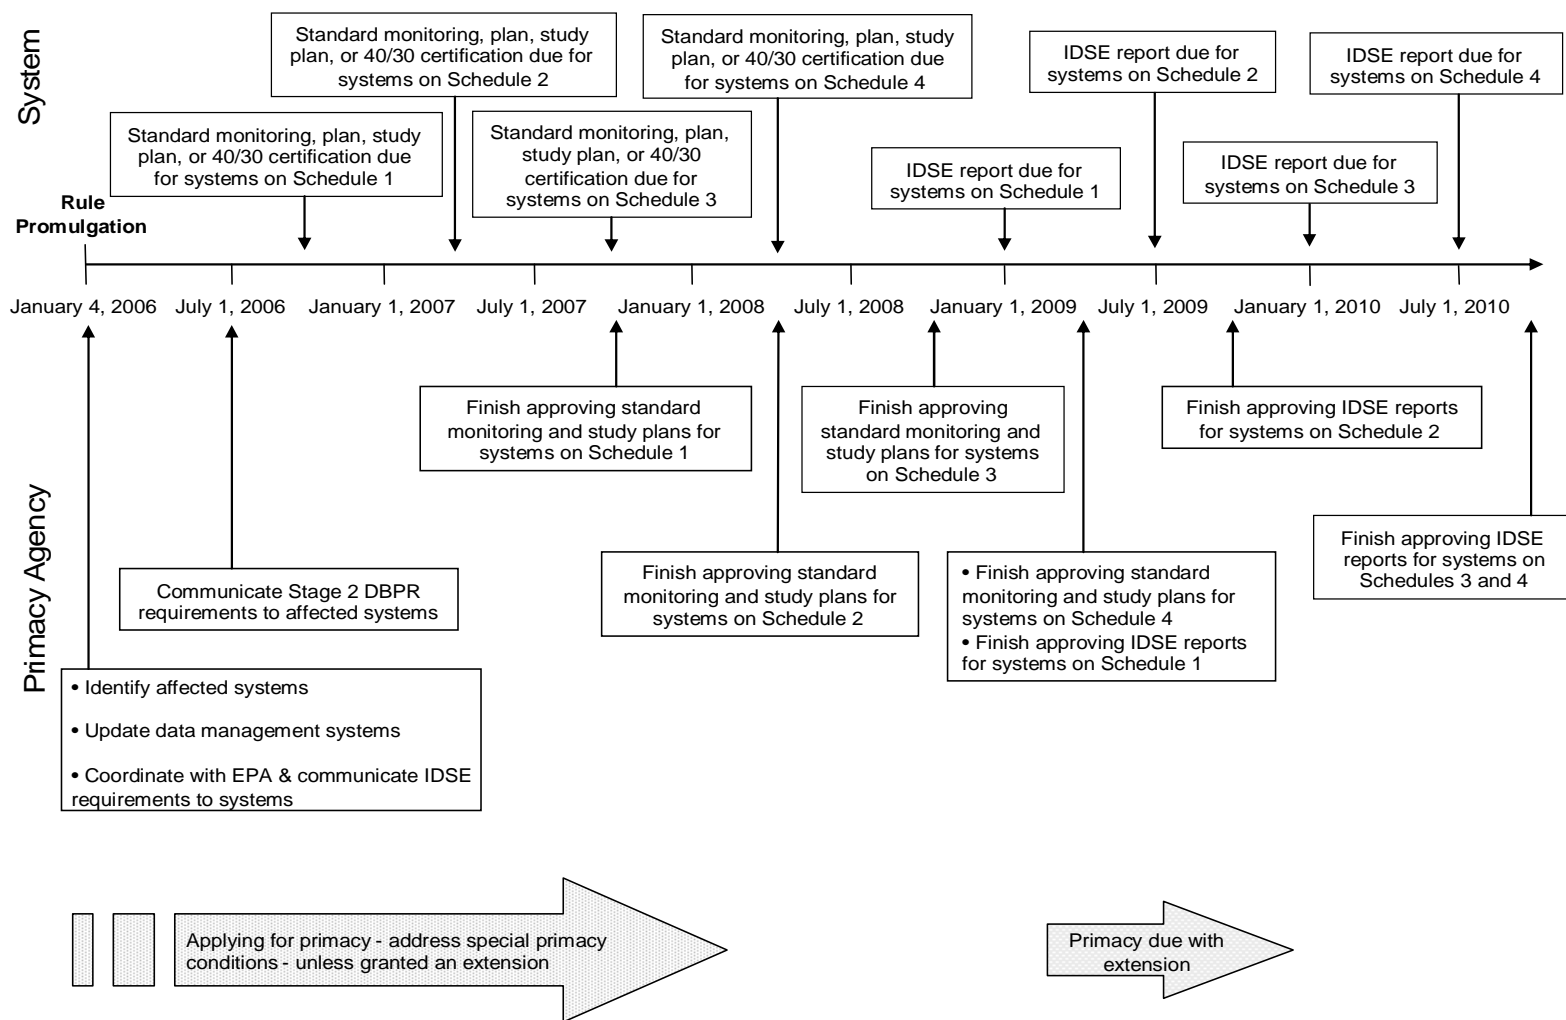 System
Standard monitoring, plan, study
plan, or 40/30 certification due for
systems on Schedule 2
Standard monitoring, plan, study
plan, or 40/30 certification due
for systems on Schedule 4
IDSE report due for
systems on Schedule 2
IDSE report due for
systems on Schedule 4
Standard monitoring, plan, study
plan, or 40/30 certification due
for systems on Schedule 1
Standard monitoring, plan,
study plan, or 40/30
certification due for
systems on Schedule 3
IDSE report due for
systems on Schedule 1
IDSE report due for
systems on Schedule 3
Rule
Promulgation
January 4, 2006
July 1, 2006
January 1, 2007
July 1, 2007
January 1, 2008
July 1, 2008
January 1, 2009
July 1, 2009
January 1, 2010
July 1, 2010
Primacy Agency
Finish approving standard
monitoring and study plans for
systems on Schedule 1
Finish approving
standard monitoring and
study plans for systems
on Schedule 3
Finish approving IDSE reports
for systems on Schedule 2
Finish approving IDSE
reports for systems on
Schedules 3 and 4
Communicate Stage 2 DBPR
requirements to affected systems
Finish approving standard
monitoring and study plans for
systems on Schedule 2
• Finish approving standard
monitoring and study plans for
systems on Schedule 4
• Finish approving IDSE reports
for systems on Schedule 1
• Identify affected systems
• Update data management systems
• Coordinate with EPA & communicate IDSE
requirements to systems
Applying for primacy - address special primacy
conditions - unless granted an extension
Primacy due with
extension